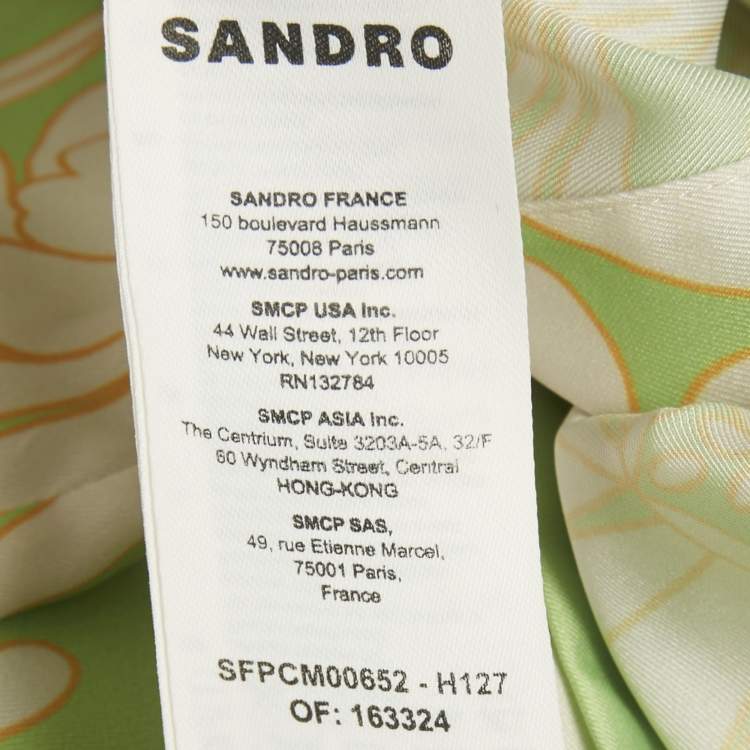 SANDRO
SANDRO FRANCE
150 boulevard Haussmann
75008 Paris
www.sandro-paris.com
SMCP USA Inc.
44 Wall Street, 12th Floor
New York, New York 10005
RN132784
SMCP ASIA Inc.
The Centrium, Suite 3203A-5A, 32/F
60 Wyndham Street, Central
HONG-KONG
SMCP SAS,
49, rue Etienne Marcel,
75001 Paris,
France
SFPCM00652 - H127
OF: 163324